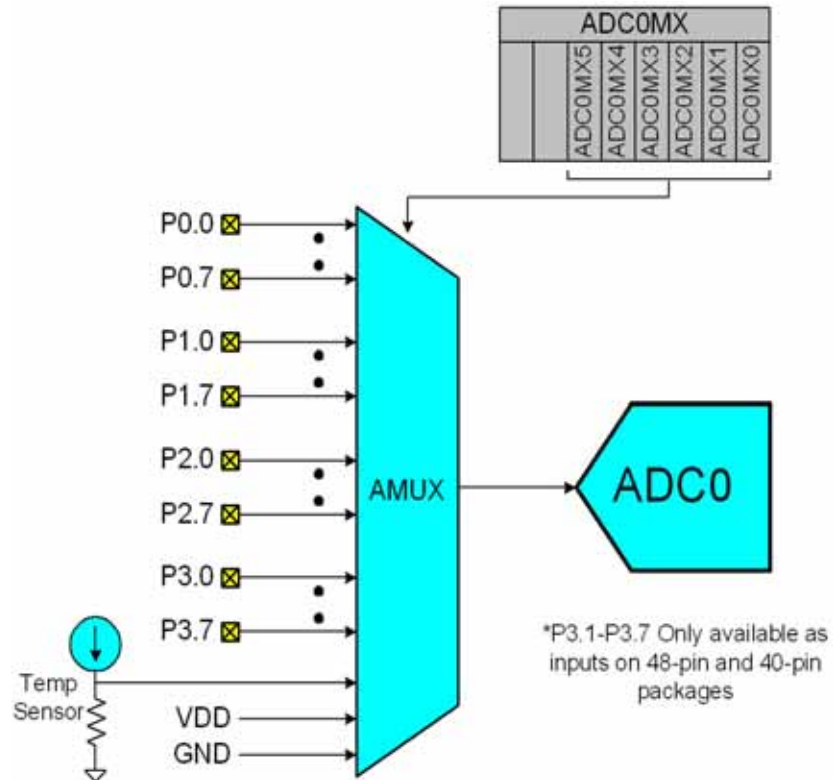 ADC0MX
ADC0MX5
ADC0MX4
ADC0MX3
ADC0MX2
ADC0MX1
ADC0MX0
P0.0
P0.7
P1.0
P1.7
P2.0
P2.7
P3.0
P3.7
Temp
Sensor
VDD
GND
AMUX
ADC0
*P3.1-P3.7 Only available as
inputs on 48-pin and 40-pin
packages